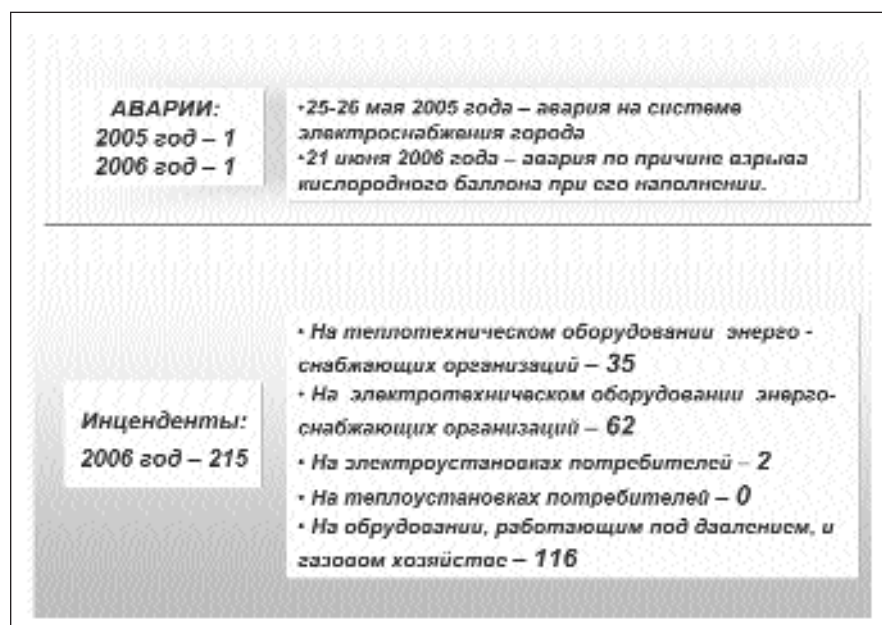 АВАРИИ:
2005 год – 1
2006 год – 1
•25-26 мая 2005 года – авария на системе
электроснабжения города
•21 июня 2006 года – авария по причине взрыва
кислородного баллона при его наполнении.
Инценденты:
2006 год – 215
• На теплотехническом оборудовании энерго -
снабжающих организаций – 35
• На электротехническом оборудовании энерго-
снабжающих организаций – 62
• На электроустановках потребителей – 2
• На теплоустановках потребителей – 0
• На обрудовании, работающим под давлением, и
газовом хозяйстве – 116